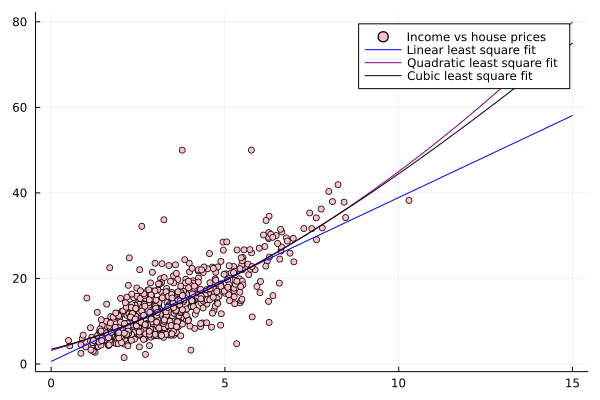 80
Income vs house prices
Linear least square fit
Quadratic least square fit
Cubic least square fit
60
40
20
0
0 5 10 15